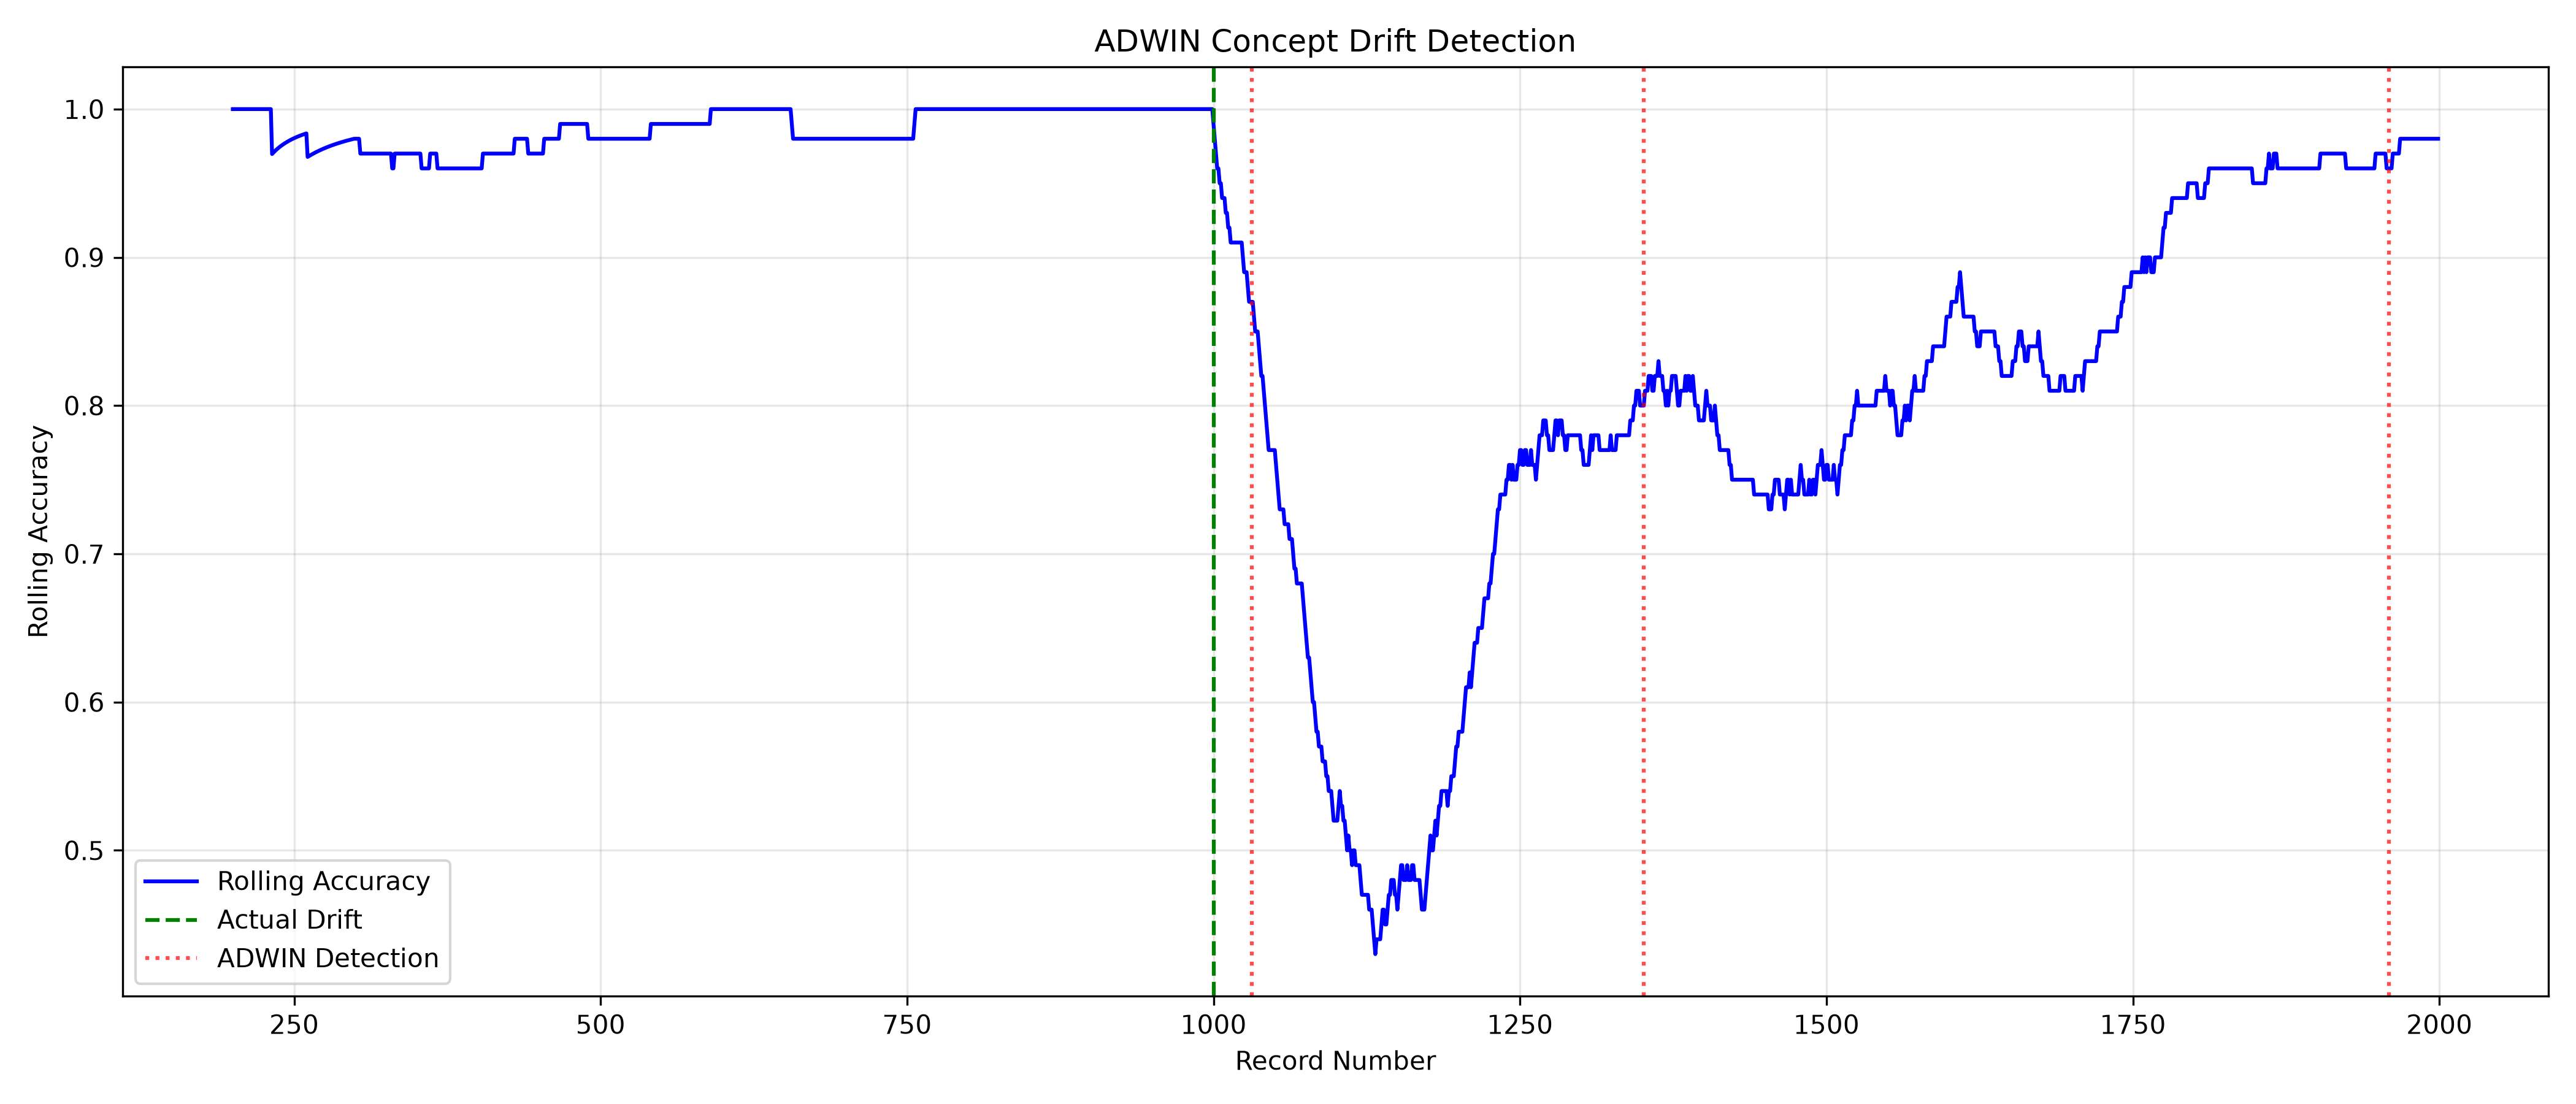 ADWIN Concept Drift Detection
Rolling Accuracy
1.0
0.9
0.8
0.7
0.6
0.5
Rolling Accuracy
Actual Drift
ADWIN Detection
250 500 750 1000 1250 1500 1750 2000
Record Number